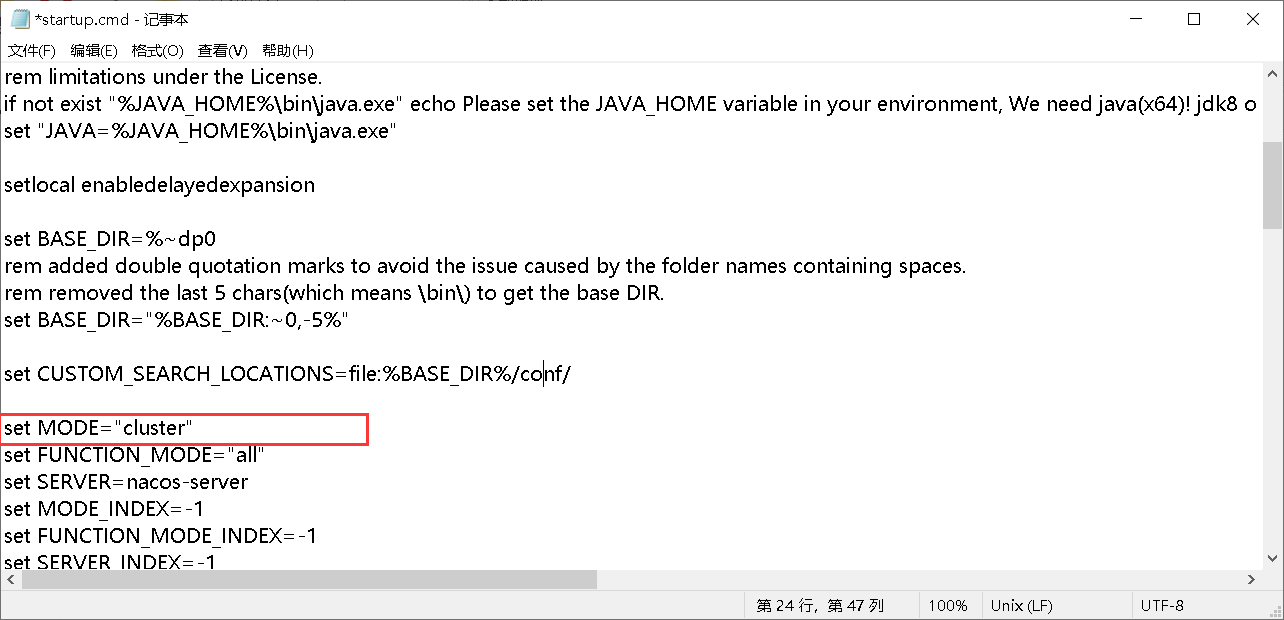 *startup.cmd - 记事本
文件(F) 编辑(E) 格式(O) 查看(V) 帮助(H)
rem limitations under the License.
if not exist "%JAVA_HOME%\bin\java.exe" echo Please set the JAVA_HOME variable in your environment, We need java(x64)! jdk8 o
set "JAVA=%JAVA_HOME%\bin\java.exe"
setlocal enabledelayedexpansion
set BASE_DIR=%~dp0
rem added double quotation marks to avoid the issue caused by the folder names containing spaces.
rem removed the last 5 chars(which means \bin\) to get the base DIR.
set BASE_DIR="%BASE_DIR:~0,-5%"
set CUSTOM_SEARCH_LOCATIONS=file:%BASE_DIR%/conf/
set MODE="cluster"
set FUNCTION_MODE="all"
set SERVER=nacos-server
set MODE_INDEX=-1
set FUNCTION_MODE_INDEX=-1
set SERVER_INDEX=-1
第 24 行，第 47 列 100% Unix (LF) UTF-8